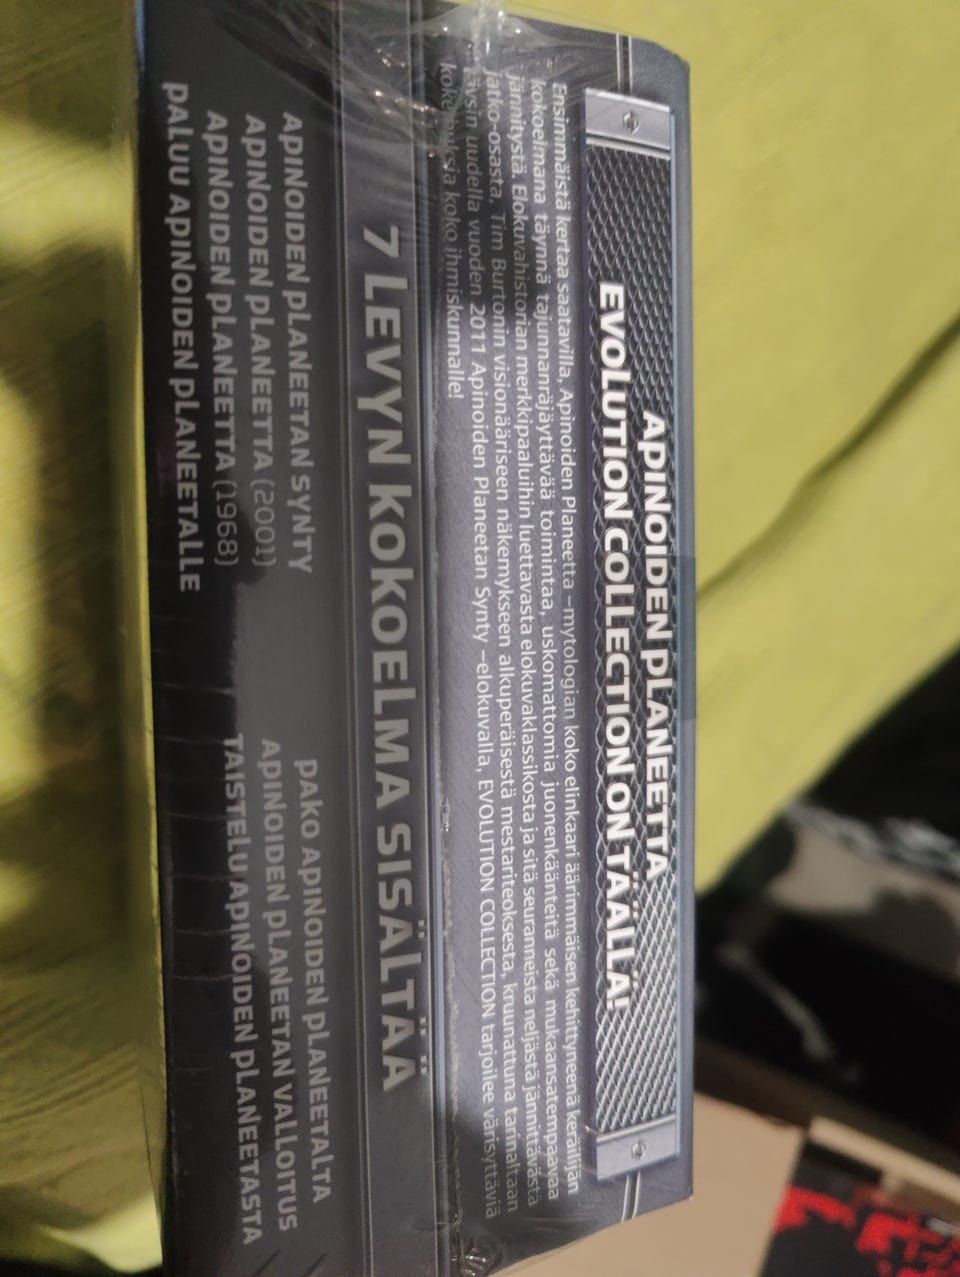 APINOIDEN PLANEETTA
EVOLUTION COLLECTION ON TÄÄLLÄ!
Ensimmäistä kertaa saatavilla, Apinoiden Planeetta –mytologian koko elinkaari äärimmäisen kehittyneenä keräilijän
kokoelmana täynnä tajunnanräjäyttävää toimintaa, uskomattomia juonenkäänteitä sekä mukaansatempaavaa
jännitystä. Elokuvahistorian merkkipaaluihin luettavasta elokuvaklassikosta ja sitä seuranneista neljästä jännittävästä
jatko-osasta, Tim Burtonin visionääriseen näkemykseen alkuperäisestä mestariteoksesta, kruunattuna tarinaltaan
täysin uudella vuoden 2011 Apinoiden Planeetan Synty –elokuvalla, EVOLUTION COLLECTION tarjoilee värisyttäviä
kokemuksia koko ihmiskunnalle!
7 LEVYN KOKOELMA SISÄLTÄÄ
APINOIDEN PLANEETAN SYNTY
APINOIDEN PLANEETTA (2001)
APINOIDEN PLANEETTA (1968)
PALUU APINOIDEN PLANEETALLE
PAKO APINOIDEN PLANEETALTA
APINOIDEN PLANEETAN VALLOITUS
TAISTELU APINOIDEN PLANEETASTA